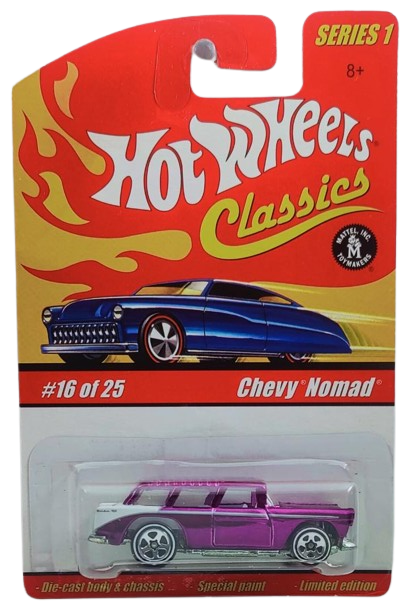 SERIES 1
8+
HOT WHEELS®
Classics
MATTEL, INC.
M
TOYMAKERS
#16 of 25
Chevy® Nomad®
Die-cast body & chassis
Special paint
Limited edition